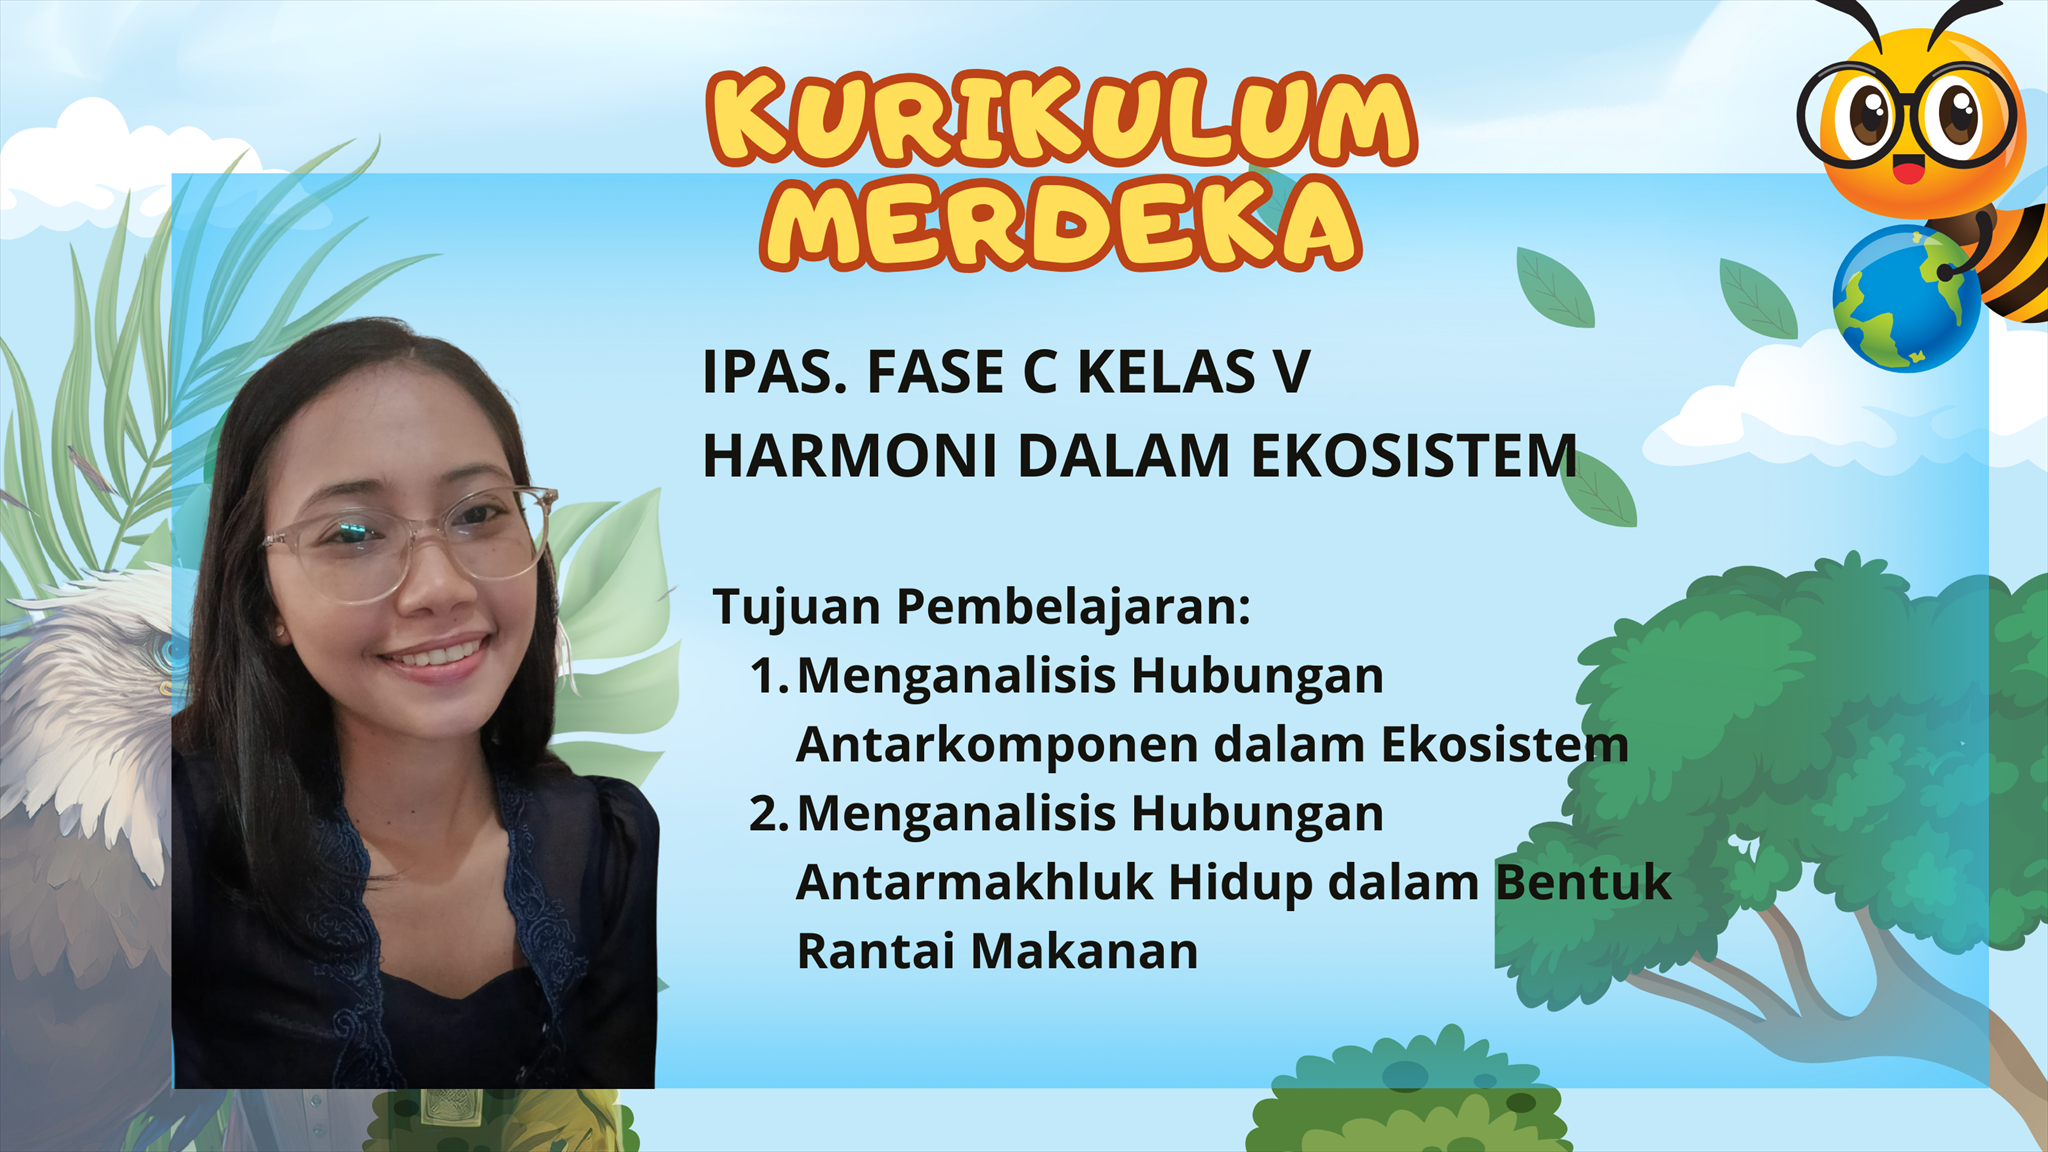 KURIKULUM
MERDEKA
IPAS. FASE C KELAS V
HARMONI DALAM EKOSISTEM
Tujuan Pembelajaran:
1. Menganalisis Hubungan
Antarkomponen dalam Ekosistem
2. Menganalisis Hubungan
Antarmakhluk Hidup dalam Bentuk
Rantai Makanan